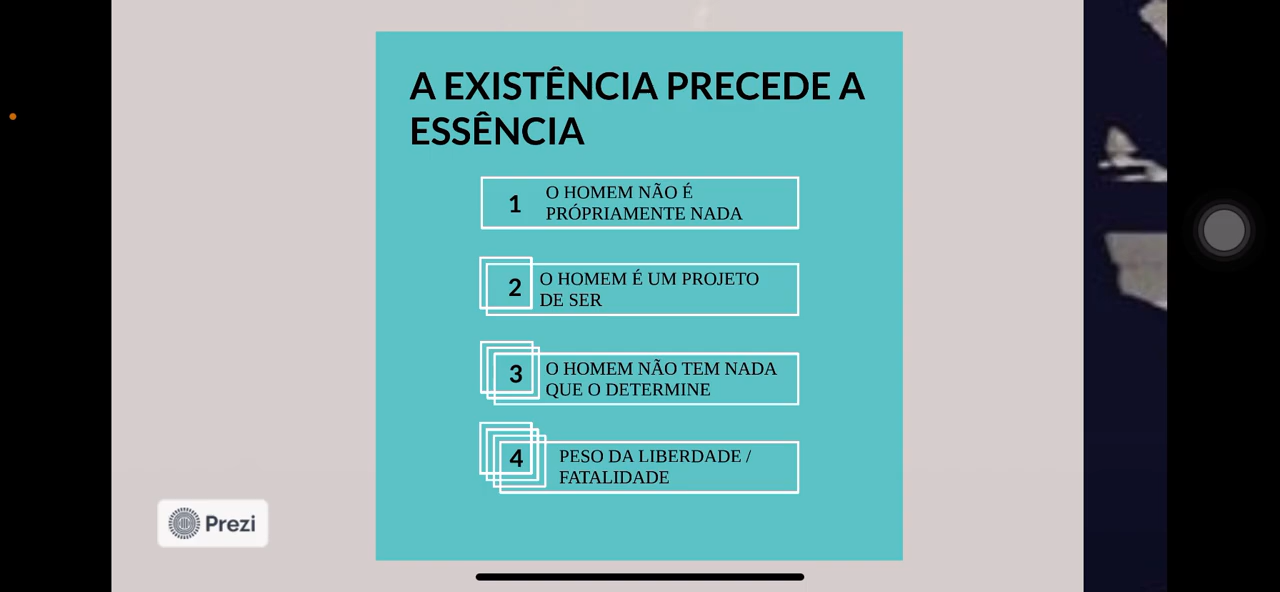 A EXISTÊNCIA PRECEDE A
ESSÊNCIA
1 O HOMEM NÃO É
PRÓPRIAMENTE NADA
2 O HOMEM É UM PROJETO
DE SER
3 O HOMEM NÃO TEM NADA
QUE O DETERMINE
4 PESO DA LIBERDADE /
FATALIDADE
Prezi